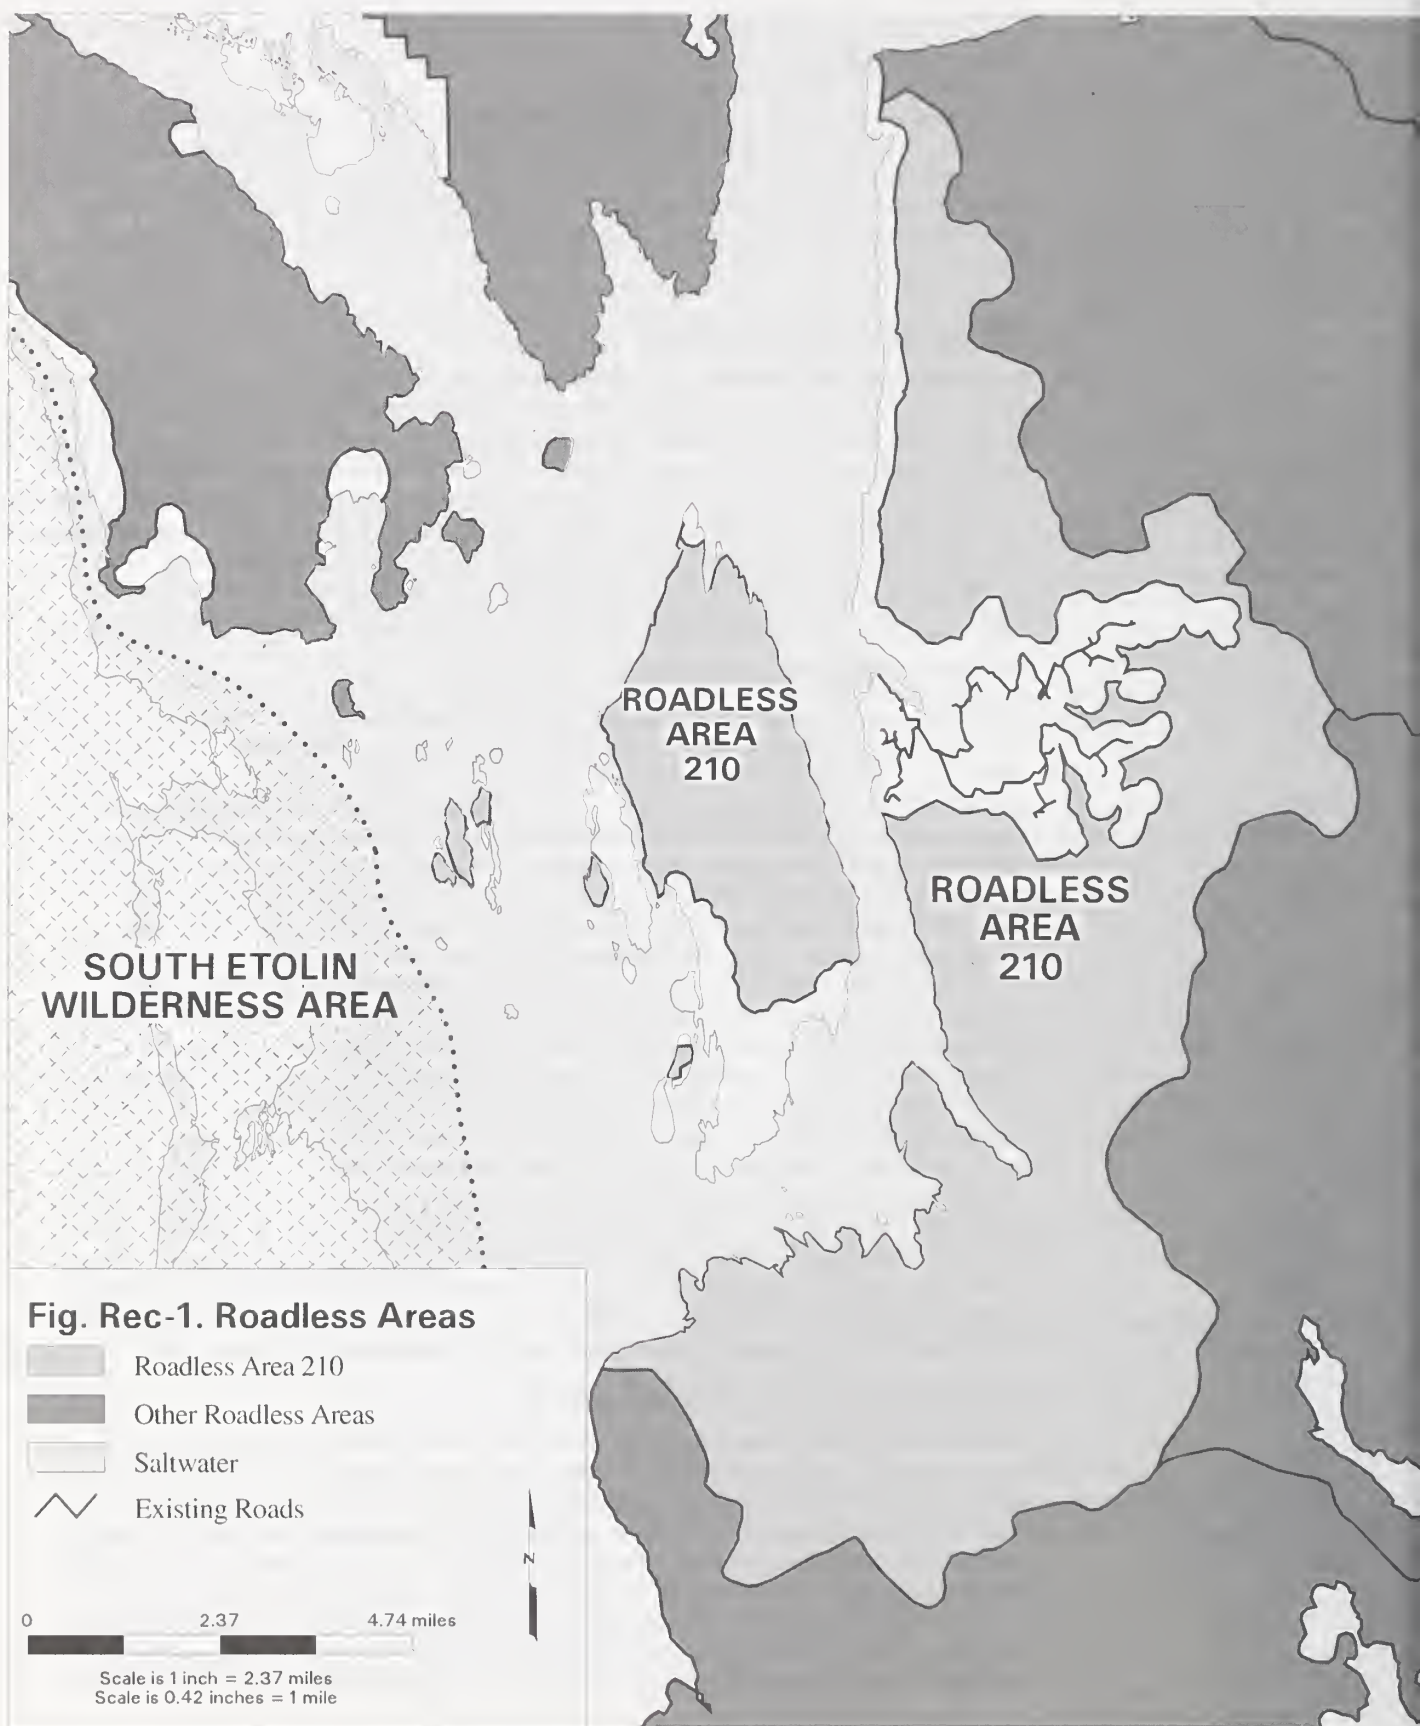 ROADLESS
AREA
210
ROADLESS
AREA
210
SOUTH ETOLIN
WILDERNESS AREA
Fig. Rec-1. Roadless Areas
Roadless Area 210
Other Roadless Areas
Saltwater
Existing Roads
N
0 2.37 4.74 miles
Scale is 1 inch = 2.37 miles
Scale is 0.42 inches = 1 mile